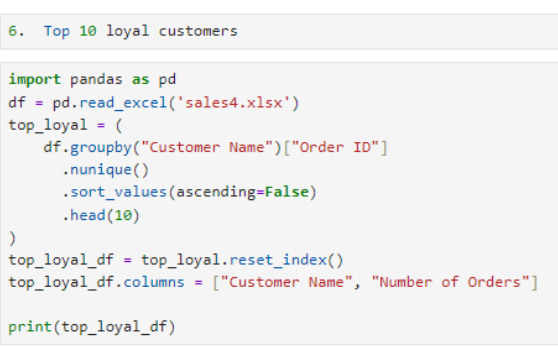 6.  Top 10 loyal customers
import pandas as pd
df = pd.read_excel('sales4.xlsx')
top_loyal = (
    df.groupby("Customer Name")["Order ID"]
      .nunique()
      .sort_values(ascending=False)
      .head(10)
)
top_loyal_df = top_loyal.reset_index()
top_loyal_df.columns = ["Customer Name", "Number of Orders"]
print(top_loyal_df)